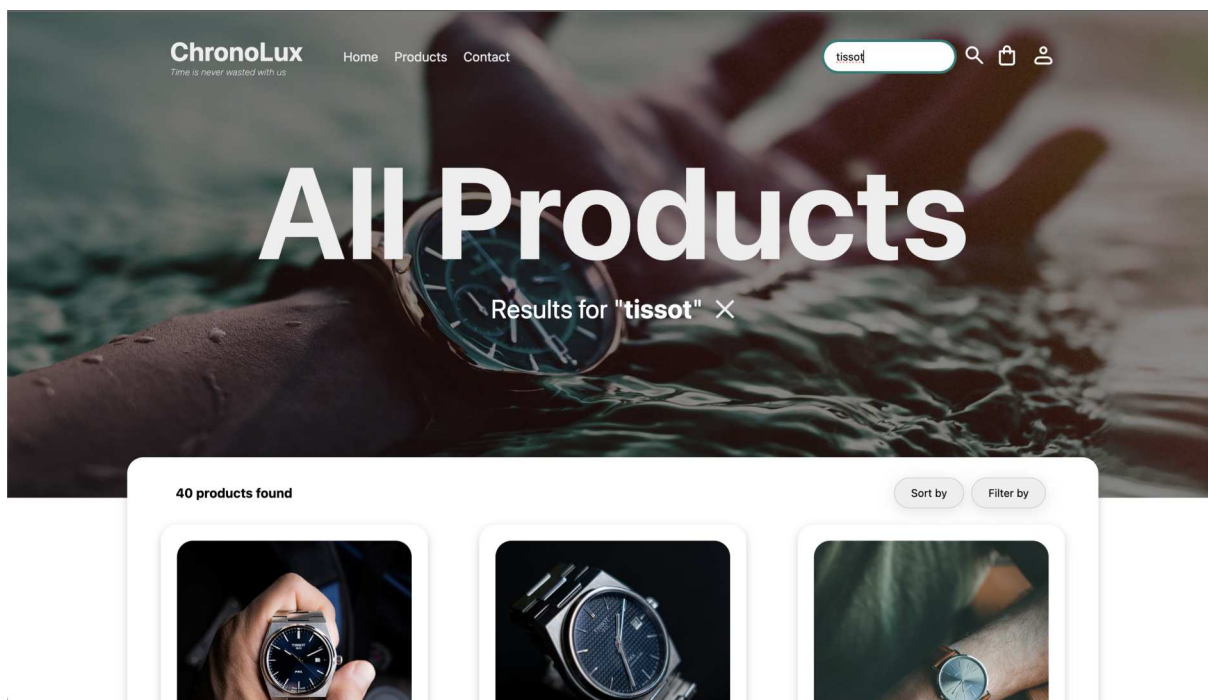 ChronoLux
Time is never wasted with us
Home Products Contact
tissot
All Products
Results for "tissot"
40 products found
Sort by
Filter by
TISSOT